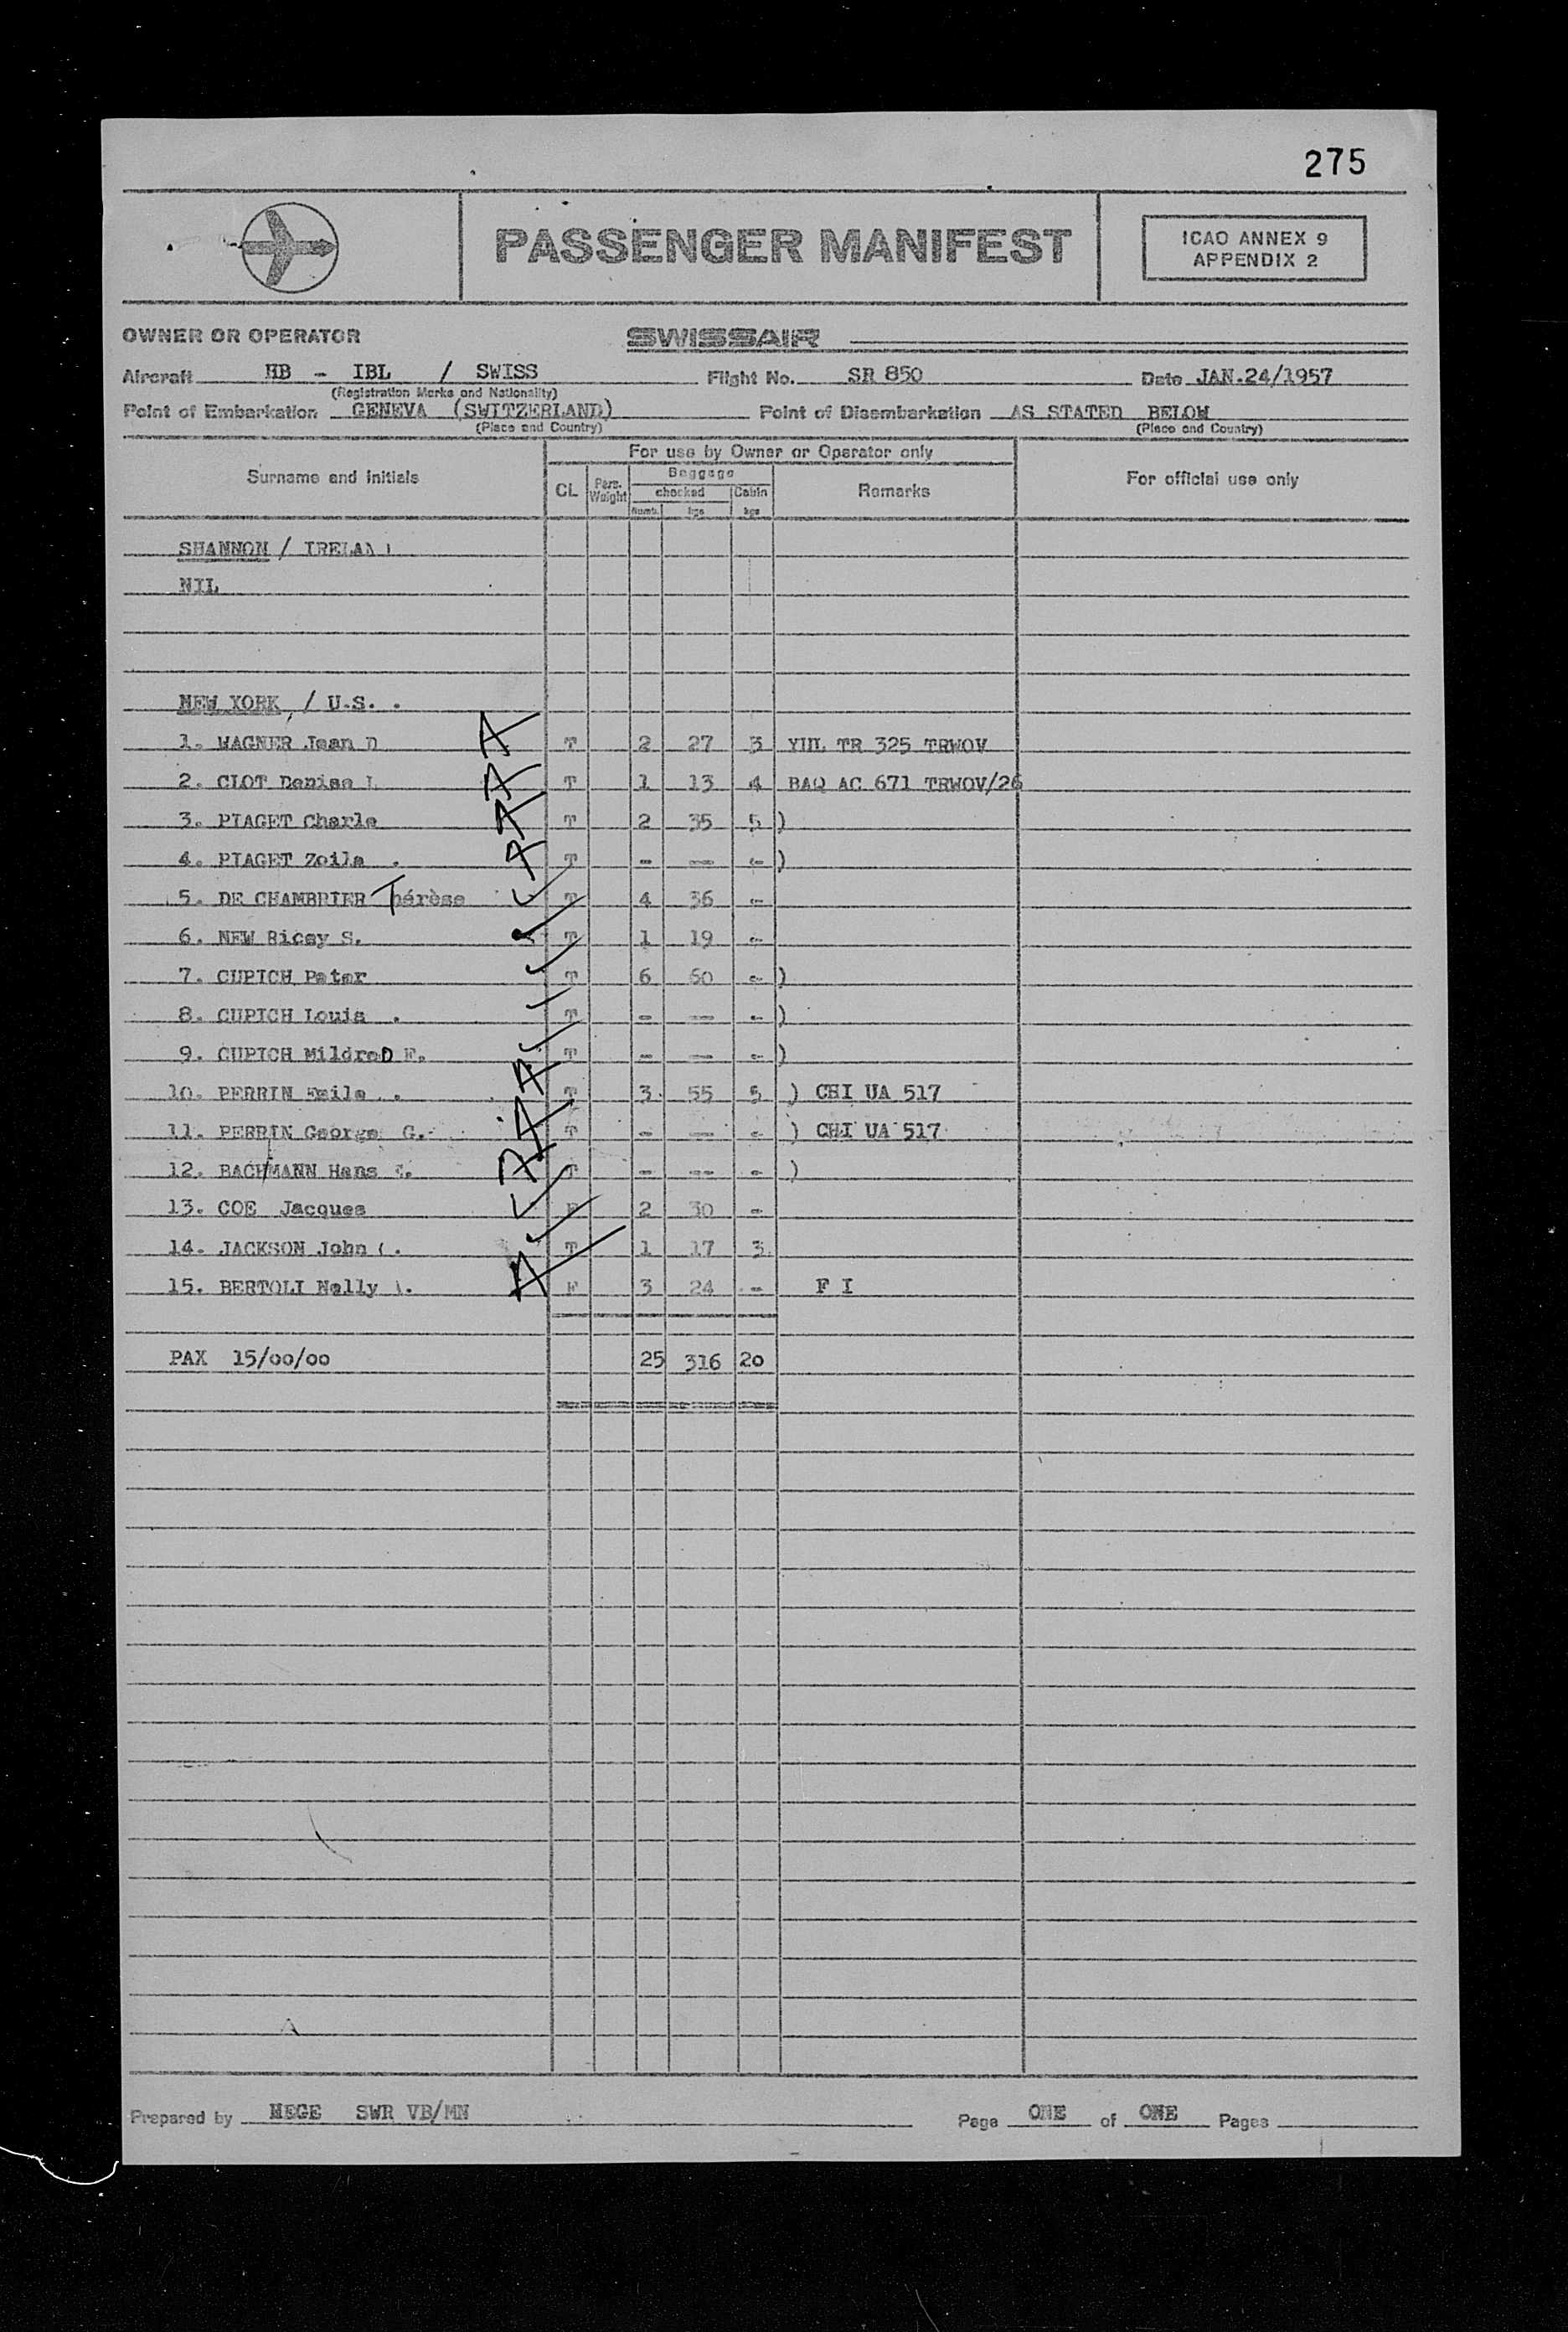 275
PASSENGER MANIFEST
ICAO ANNEX 9
APPENDIX 2
OWNER OR OPERATOR SWISSAIR
Aircraft HB - IBL / SWISS Flight No. SR 850 Date JAN.24/1957
(Registration Marks and Nationality)
Point of Embarkation GENEVA (SWITZERLAND) Point of Disembarkation AS STATED BELOW
(Place and Country) (Place and Country)
For use by Owner or Operator only
Surname and initials CL Pers. Weight Baggage Remarks For official use only
checked Cabin
Numb. kgs kgs
SHANNON / IRELAN
NIL
NEW YORK / U.S. .
1. WAGNER Jean D A T 2 27 3 YUL TR 325 TRWOV
2. CLOT Denise L A T 1 13 4 BAQ AC 671 TRWOV/26
3. PIAGET Charle A T 2 35 5 )
4. PIAGET Zoila . A T - -- - )
5. DE CHAMBRIER Thérèse ✓ T 4 36 -
6. NEW Ricey S. ✓ T 1 19 -
7. CUPICH Peter ✓ T 6 60 - )
8. CUPICH Louis . ✓ T - -- - )
9. CUPICH MildreD E. ✓ T - -- - )
10. PERRIN Emile . A T 3 55 5 ) CHI UA 517
11. PERRIN George G. A T - -- - ) CHI UA 517
12. BACHMANN Hans . A T - -- - )
13. COE Jacques ✓ F 2 30 -
14. JACKSON John . ✓ T 1 17 3
15. BERTOLI Nelly . A F 3 24 - F I
PAX 15/00/00 25 316 20
Prepared by SWR VB/MN Page ONE of ONE Pages